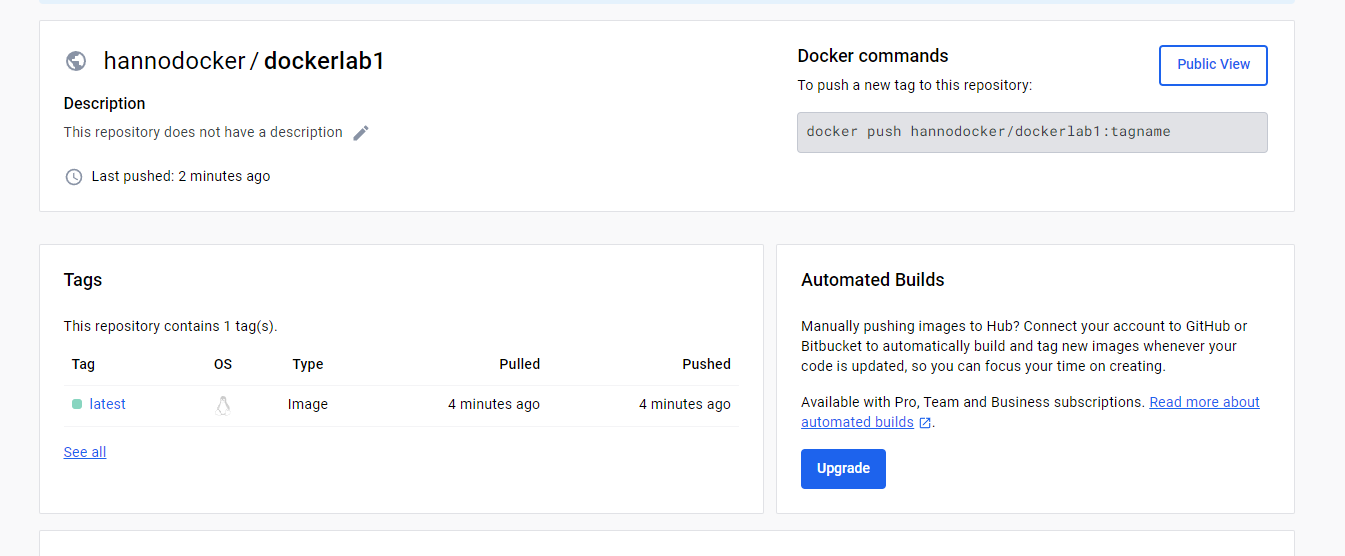 hannodocker / dockerlab1
Description
This repository does not have a description
Last pushed: 2 minutes ago
Docker commands
Public View
To push a new tag to this repository:
docker push hannodocker/dockerlab1:tagname
Tags
This repository contains 1 tag(s).
Tag OS Type Pulled Pushed
latest Image 4 minutes ago 4 minutes ago
See all
Automated Builds
Manually pushing images to Hub? Connect your account to GitHub or
Bitbucket to automatically build and tag new images whenever your
code is updated, so you can focus your time on creating.
Available with Pro, Team and Business subscriptions. Read more about
automated builds .
Upgrade